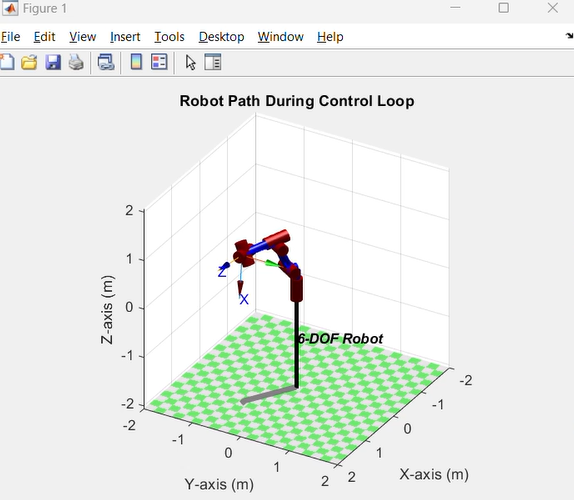 Figure 1
File Edit View Insert Tools Desktop Window Help
Robot Path During Control Loop
2
1
0
-1
-2
Z-axis (m)
Z
X
6-DOF Robot
-2
-1
0
1
2
Y-axis (m)
2
1
0
-1
-2
X-axis (m)